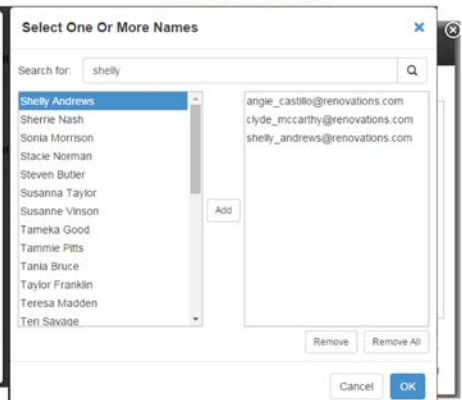 Select One Or More Names
Search for: shelly
Shelly Andrews
Sherrie Nash
Sonia Morrison
Stacie Norman
Steven Butler
Susanna Taylor
Susanne Vinson
Tameka Good
Tammie Pitts
Tania Bruce
Taylor Franklin
Teresa Madden
Teri Savage
Add
angie_castillo@renovations.com
clyde_mccarthy@renovations.com
shelly_andrews@renovations.com
Remove Remove All
Cancel OK